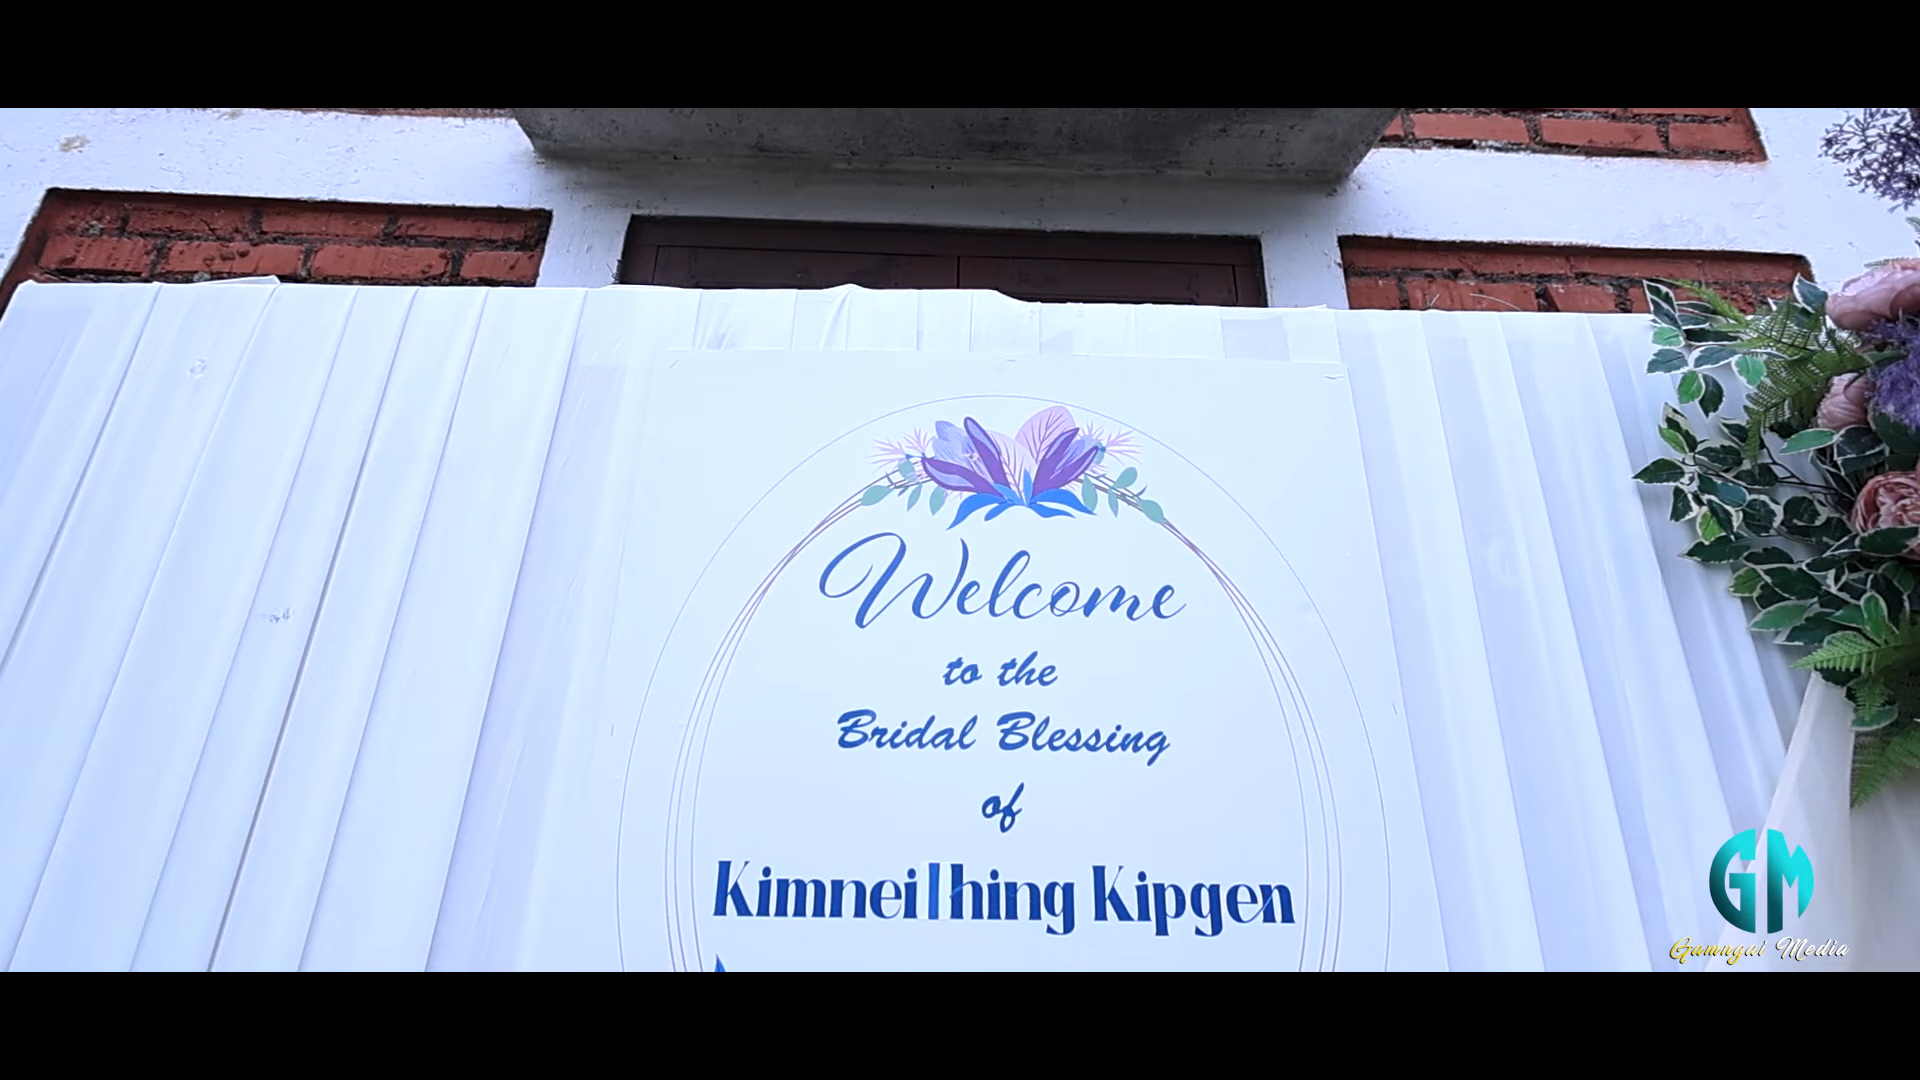 Welcome
to the
Bridal Blessing
of
Kimneilhing Kipgen
GM
Gamngai Media